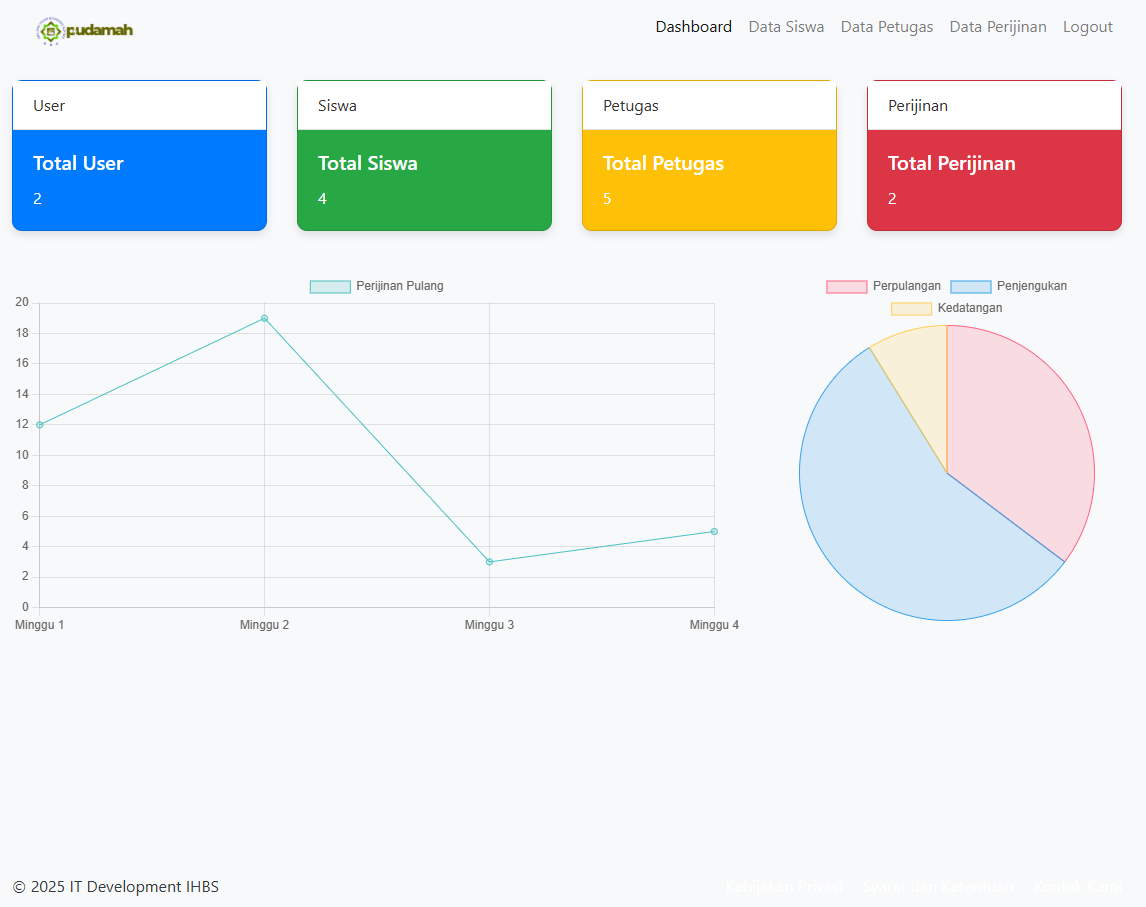 pudamah
Dashboard Data Siswa Data Petugas Data Perijinan Logout
User
Total User
2
Siswa
Total Siswa
4
Petugas
Total Petugas
5
Perijinan
Total Perijinan
2
Perijinan Pulang
20
18
16
14
12
10
8
6
4
2
0
Minggu 1 Minggu 2 Minggu 3 Minggu 4
Perpulangan Penjengukan
Kedatangan
© 2025 IT Development IHBS
Kebijakan Privasi Syarat dan Ketentuan Kontak Kami